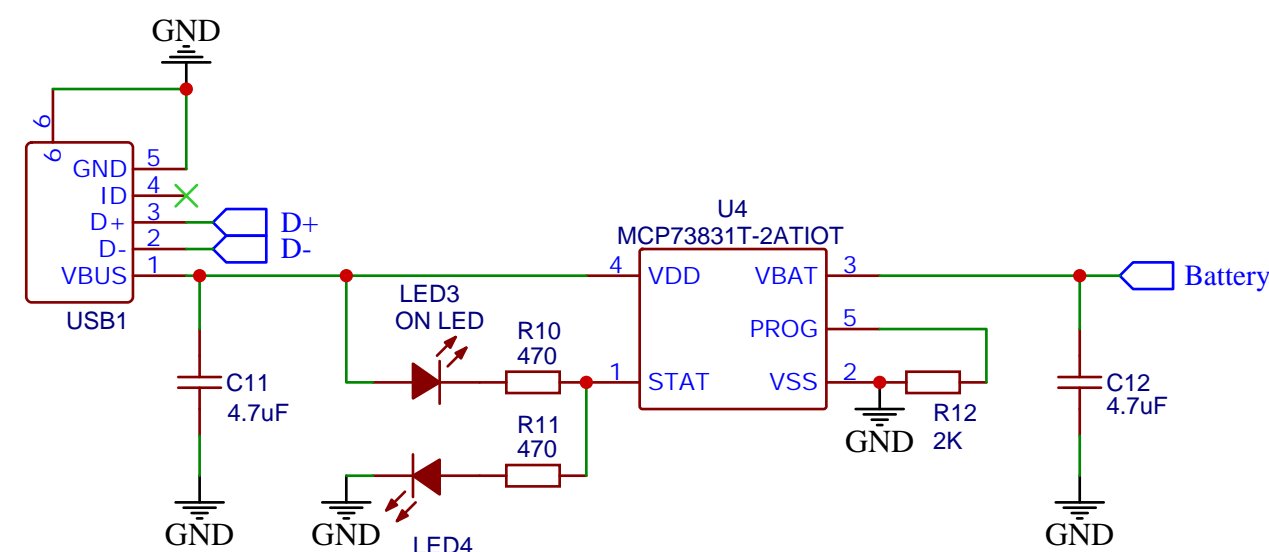 GND
6
6
GND 5
ID 4
D+ 3 D+
D- 2 D-
VBUS 1
USB1
C11
4.7uF
GND
LED3
ON LED
R10
470
R11
470
GND
LED4
U4
MCP73831T-2ATIOT
4 VDD
1 STAT
VBAT 3
PROG 5
VSS 2
GND
R12
2K
Battery
C12
4.7uF
GND